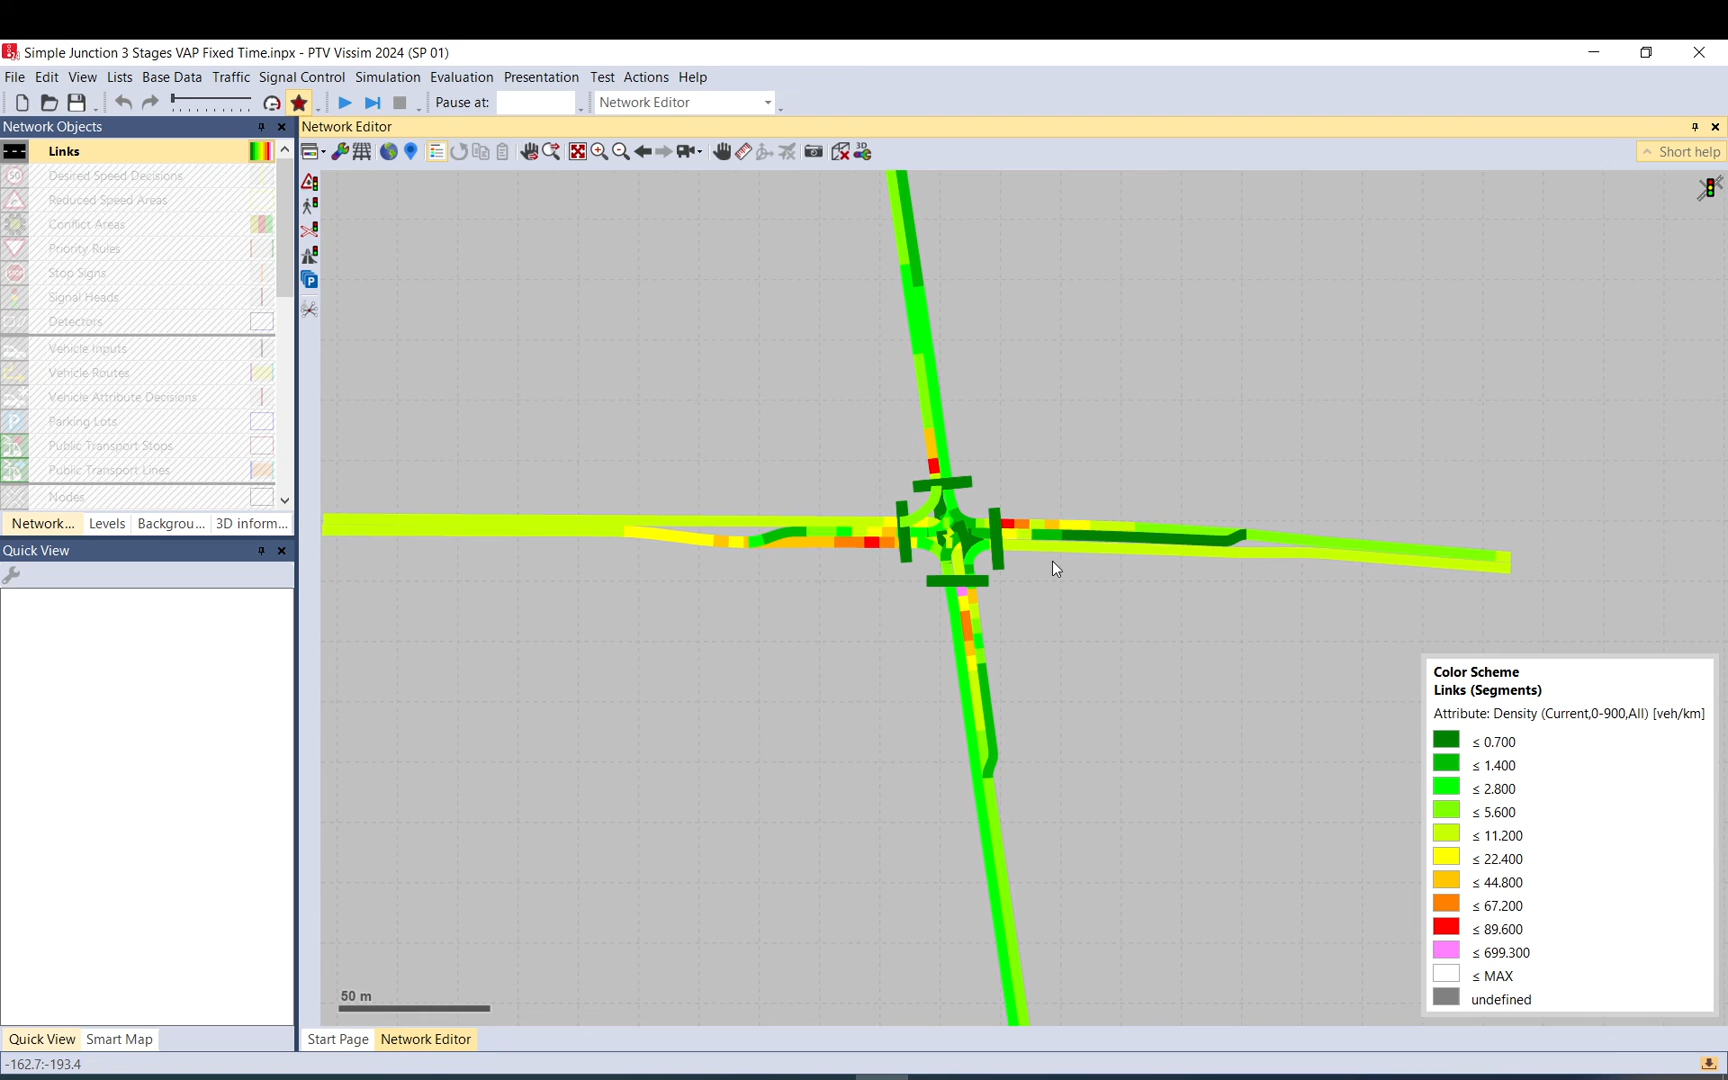 Simple Junction 3 Stages VAP Fixed Time.inpx - PTV Vissim 2024 (SP 01)
File Edit View Lists Base Data Traffic Signal Control Simulation Evaluation Presentation Test Actions Help
Pause at: Network Editor
Network Objects
Network Editor
Links
Short help
3D
50
Desired Speed Decisions
Reduced Speed Areas
Conflict Areas
Priority Rules
Stop Signs
Signal Heads
Detectors
Vehicle Inputs
Vehicle Routes
Vehicle Attribute Decisions
P Parking Lots
Public Transport Stops
Public Transport Lines
Nodes
P
Network... Levels Backgrou... 3D inform...
Quick View
Color Scheme
Links (Segments)
Attribute: Density (Current,0-900,All) [veh/km]
≤ 0.700
≤ 1.400
≤ 2.800
≤ 5.600
≤ 11.200
≤ 22.400
≤ 44.800
≤ 67.200
≤ 89.600
≤ 699.300
≤ MAX
undefined
50 m
Quick View Smart Map
Start Page Network Editor
-162.7:-193.4